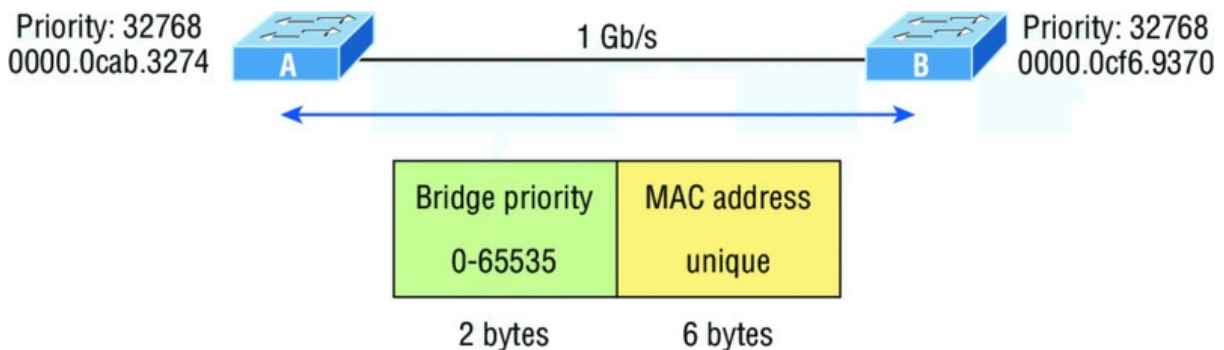 Priority: 32768
0000.0cab.3274
A
1 Gb/s
B
Priority: 32768
0000.0cf6.9370
Bridge priority
0-65535
MAC address
unique
2 bytes
6 bytes